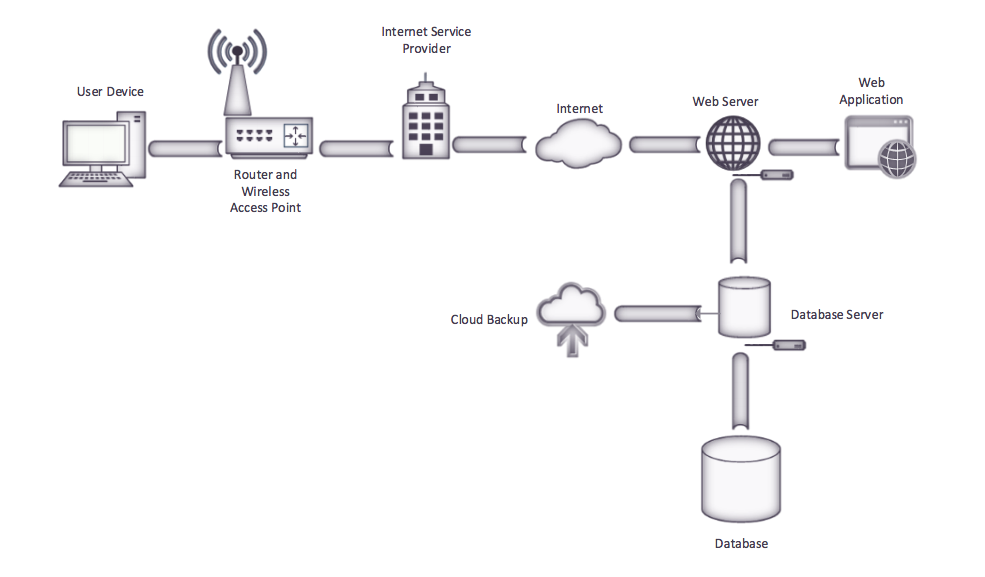 Internet Service
Provider
User Device
Internet
Web Server
Web
Application
Router and
Wireless
Access Point
Cloud Backup
Database Server
Database